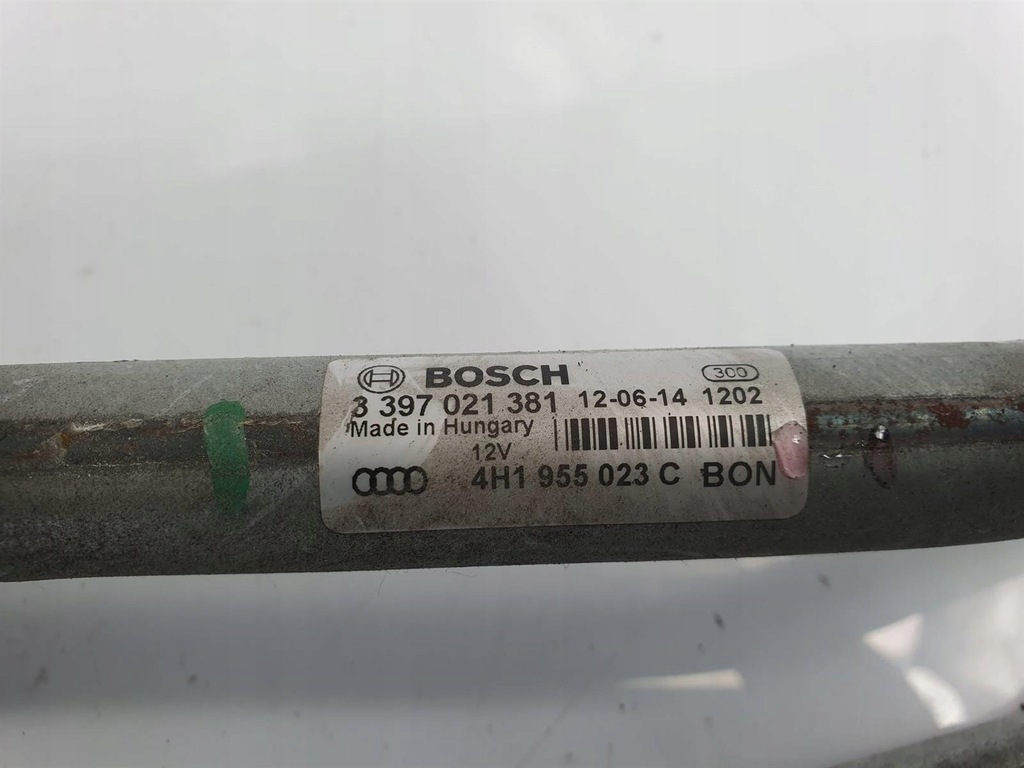 BOSCH 300
3 397 021 381 12-06-14 1202
Made in Hungary
12V
4H1 955 023 C BON